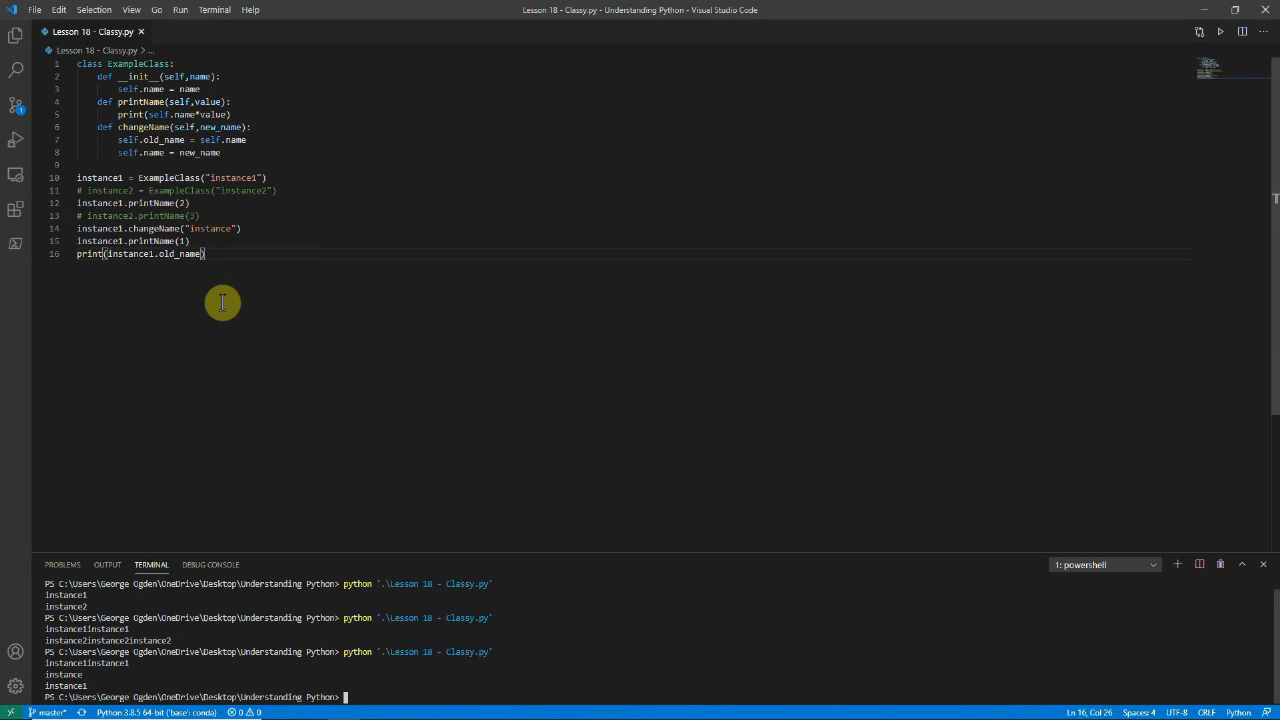 File Edit Selection View Go Run Terminal Help Lesson 18 - Classy.py - Understanding Python - Visual Studio Code
Lesson 18 - Classy.py
Lesson 18 - Classy.py > ...
1 class ExampleClass:
2     def __init__(self,name):
3         self.name = name
4     def printName(self,value):
5         print(self.name*value)
6     def changeName(self,new_name):
7         self.old_name = self.name
8         self.name = new_name
9
10 instance1 = ExampleClass("instance1")
11 # instance2 = ExampleClass("instance2")
12 instance1.printName(2)
13 # instance2.printName(3)
14 instance1.changeName("instance")
15 instance1.printName(1)
16 print(instance1.old_name)
1
PROBLEMS OUTPUT TERMINAL DEBUG CONSOLE 1: powershell
PS C:\Users\George Ogden\OneDrive\Desktop\Understanding Python> python '.\Lesson 18 - Classy.py'
instance1
instance2
PS C:\Users\George Ogden\OneDrive\Desktop\Understanding Python> python '.\Lesson 18 - Classy.py'
instance1instance1
instance2instance2instance2
PS C:\Users\George Ogden\OneDrive\Desktop\Understanding Python> python '.\Lesson 18 - Classy.py'
instance1instance1
instance
instance1
PS C:\Users\George Ogden\OneDrive\Desktop\Understanding Python>
master* Python 3.8.5 64-bit ('base': conda) 0 0 Ln 16, Col 26 Spaces: 4 UTF-8 CRLF Python